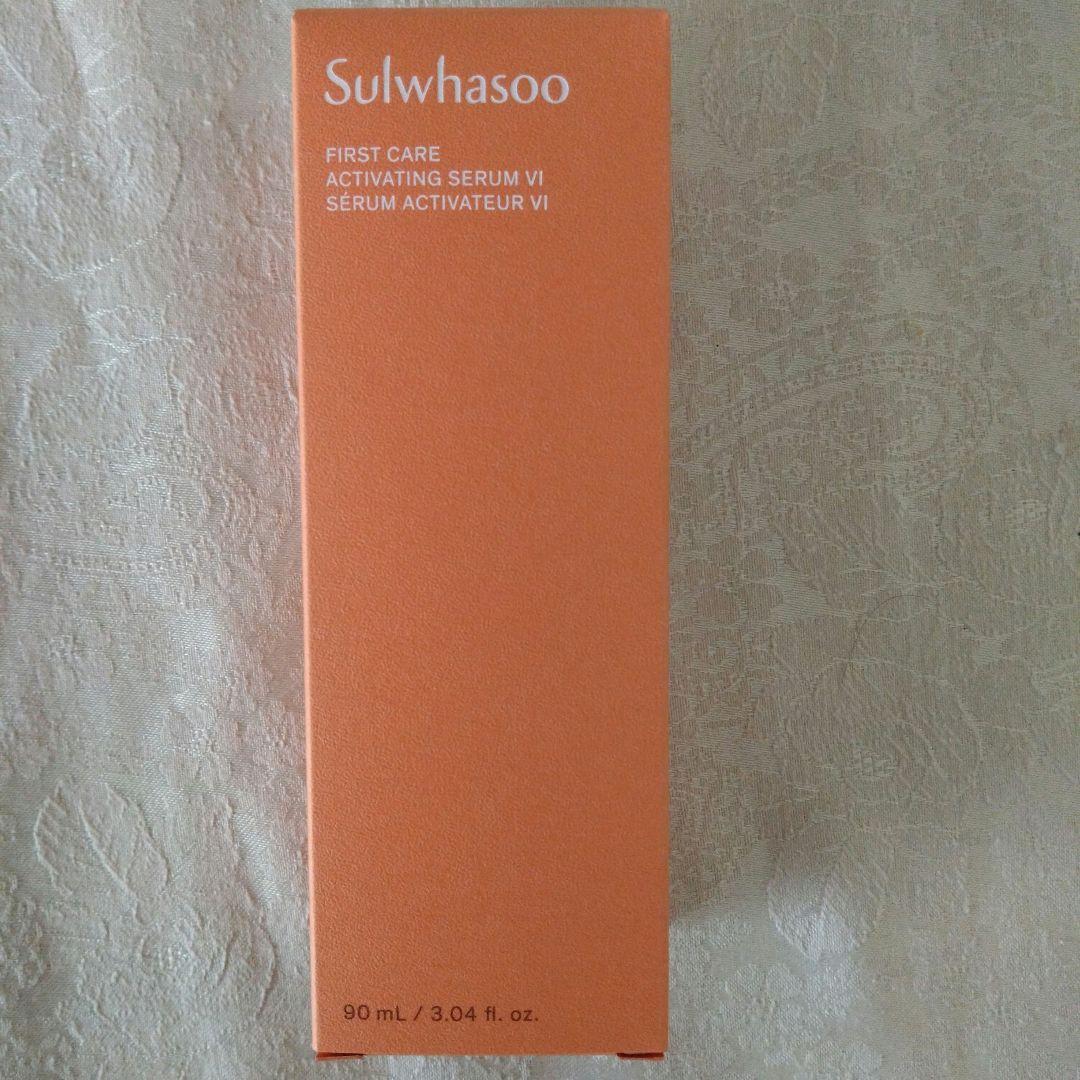 Sulwhasoo
FIRST CARE
ACTIVATING SERUM VI
SÉRUM ACTIVATEUR VI
90 mL / 3.04 fl. oz.